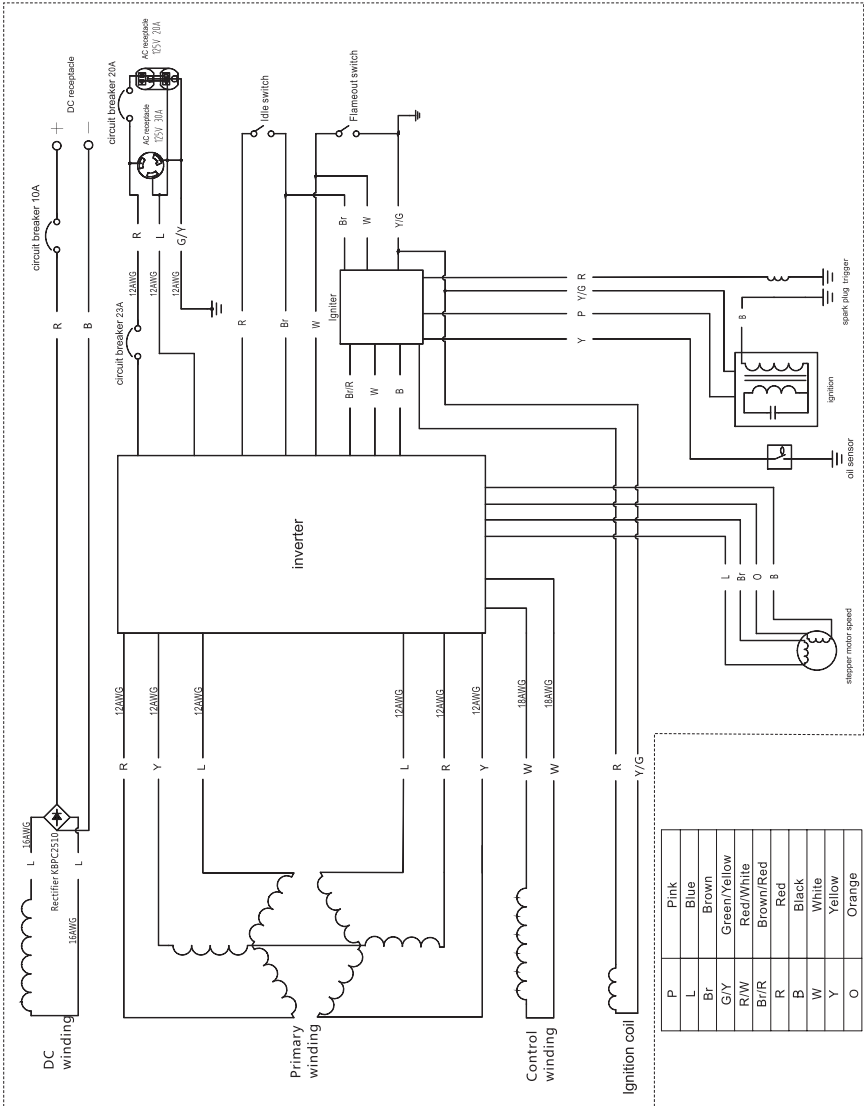 DC receptacle
+
−
circuit breaker 10A
R
B
16AWG
L
Rectifier KBPC2510
L
16AWG
DC
winding
AC receptacle
125V 20A
circuit breaker 20A
AC receptacle
125V 30A
R
L
G/Y
12AWG
12AWG
12AWG
circuit breaker 23A
Idle switch
Flameout switch
R
Br
W
Br
W
Y/G
Igniter
Br/R
W
B
R
Y/G
P
Y
spark plug
trigger
B
ignition
oil sensor
inverter
L
Br
O
B
stepper motor speed
12AWG
12AWG
12AWG
12AWG
12AWG
12AWG
R
Y
L
L
R
Y
Primary
winding
18AWG
18AWG
W
W
Control
winding
R
Y/G
Ignition coil
P Pink
L Blue
Br Brown
G/Y Green/Yellow
R/W Red/White
Br/R Brown/Red
R Red
B Black
W White
Y Yellow
O Orange